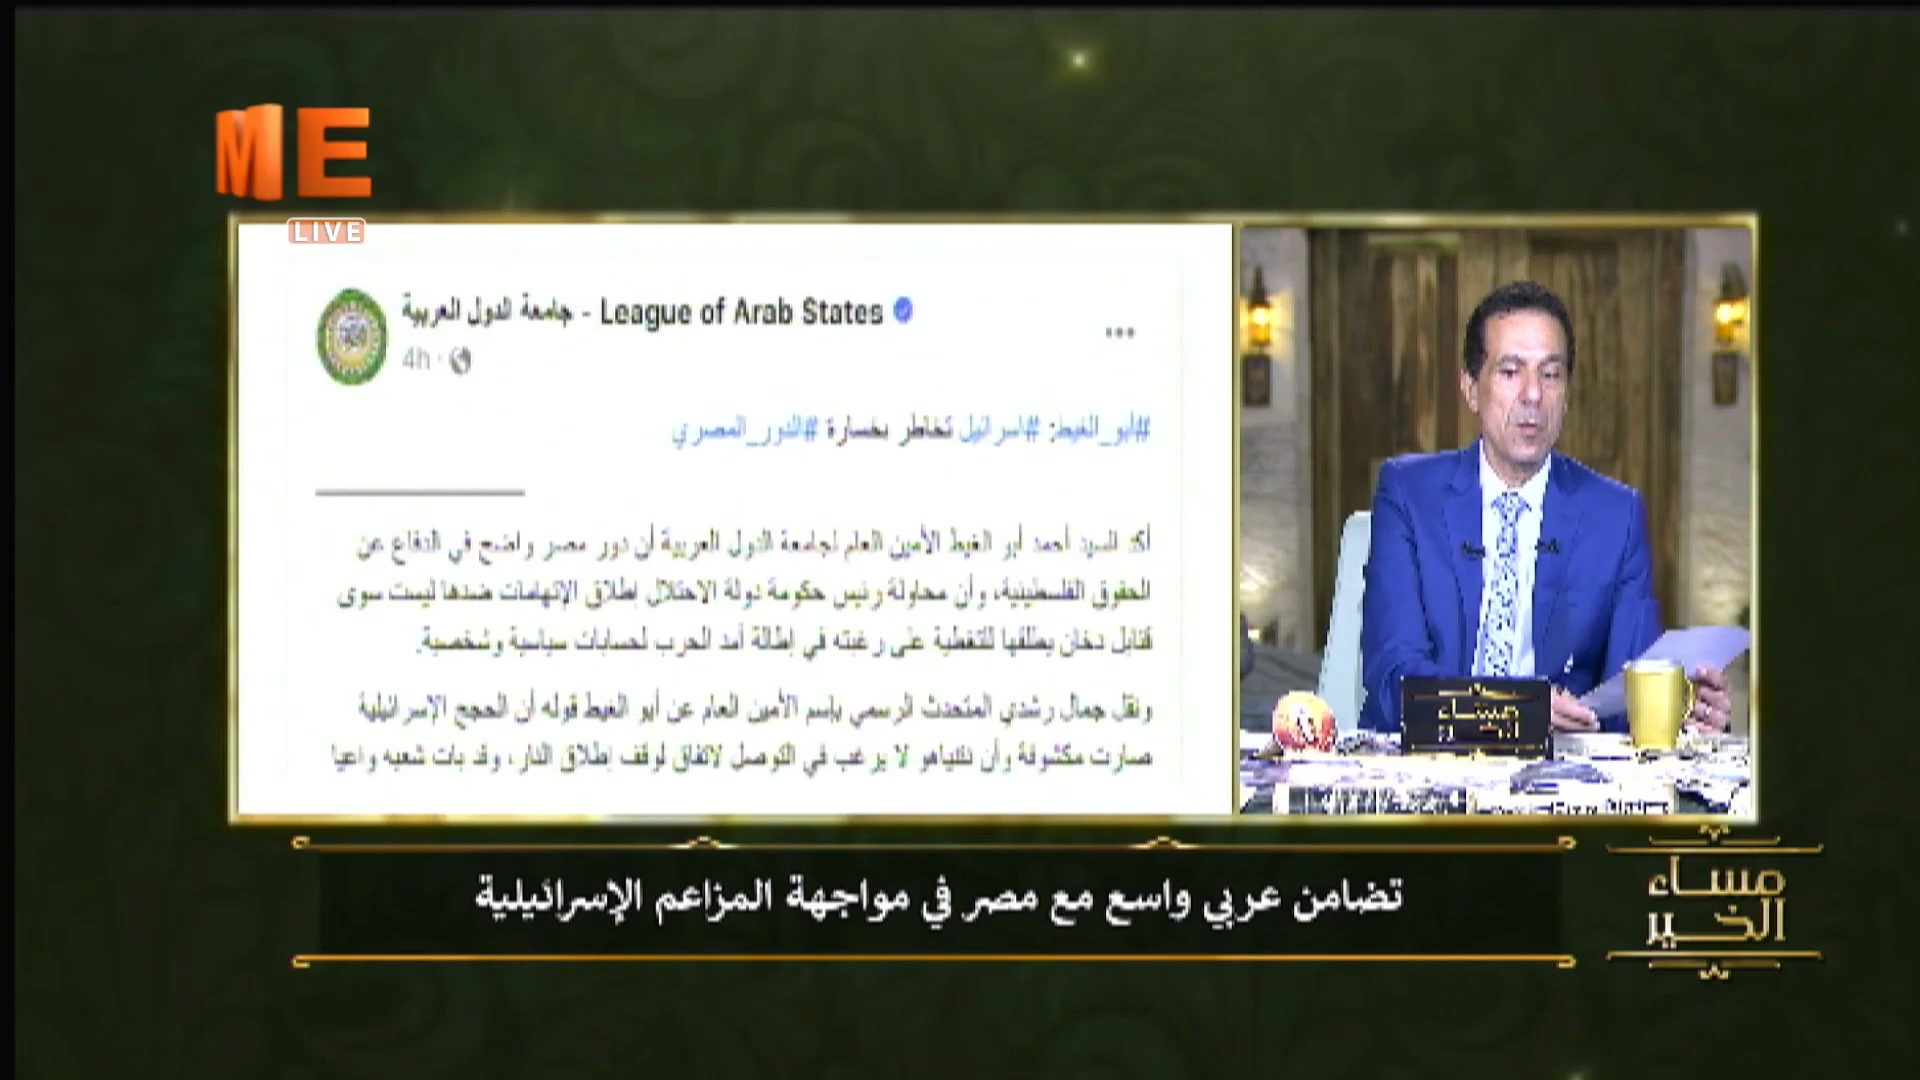 ME
LIVE
جامعة الدول العربية - League of Arab States
4h
#أبو_الغيط: #اسرائيل تخاطر بخسارة #الدور_المصري
أكد السيد أحمد أبو الغيط الأمين العام لجامعة الدول العربية أن دور مصر واضح في الدفاع عن
الحقوق الفلسطينية، وأن محاولة رئيس حكومة دولة الاحتلال إطلاق الاتهامات ضدها ليست سوى
قنابل دخان يطلقها للتغطية على رغبته في إطالة أمد الحرب لحسابات سياسية وشخصية.
ونقل جمال رشدي المتحدث الرسمي بإسم الأمين العام عن أبو الغيط قوله أن الحجج الإسرائيلية
صارت مكشوفة وأن نتنياهو لا يرغب في التوصل لاتفاق لوقف إطلاق النار، وقد بات شعبه واعيا
مساء
الخير
تضامن عربي واسع مع مصر في مواجهة المزاعم الإسرائيلية
مساء
الخير